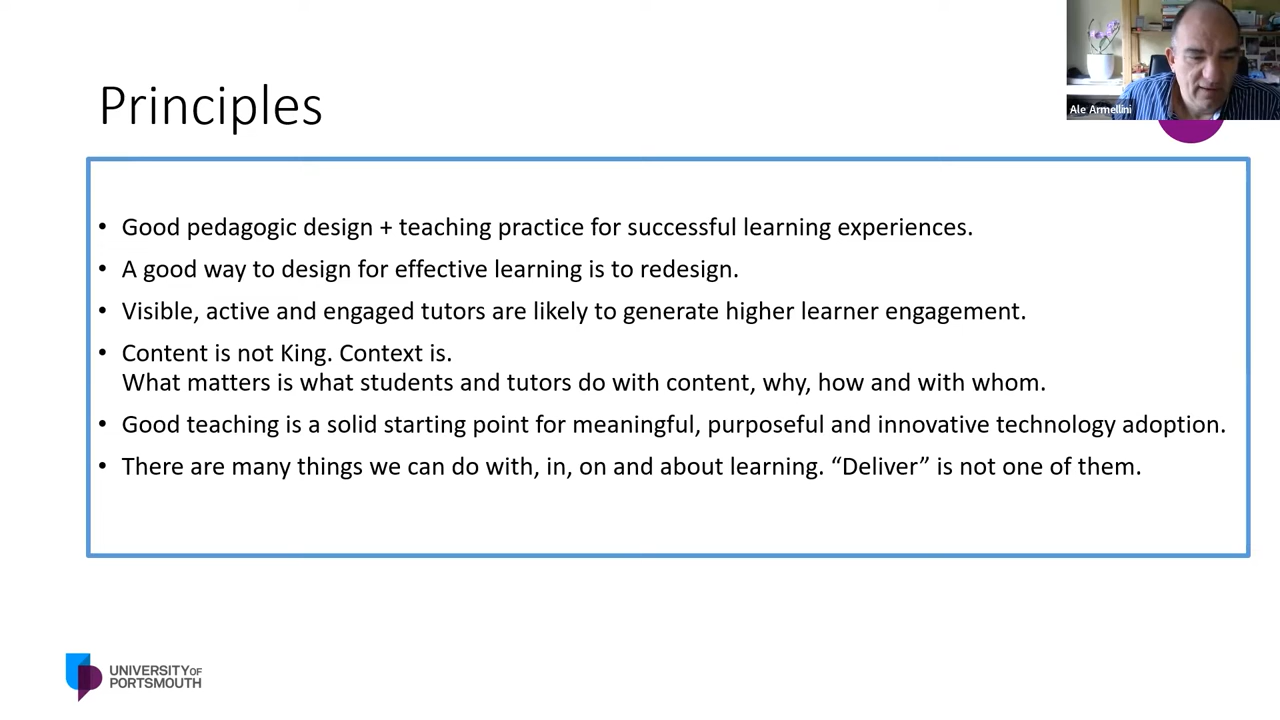 Ale Armellini
Principles
• Good pedagogic design + teaching practice for successful learning experiences.
• A good way to design for effective learning is to redesign.
• Visible, active and engaged tutors are likely to generate higher learner engagement.
• Content is not King. Context is.
What matters is what students and tutors do with content, why, how and with whom.
• Good teaching is a solid starting point for meaningful, purposeful and innovative technology adoption.
• There are many things we can do with, in, on and about learning. “Deliver” is not one of them.
UNIVERSITY OF
PORTSMOUTH